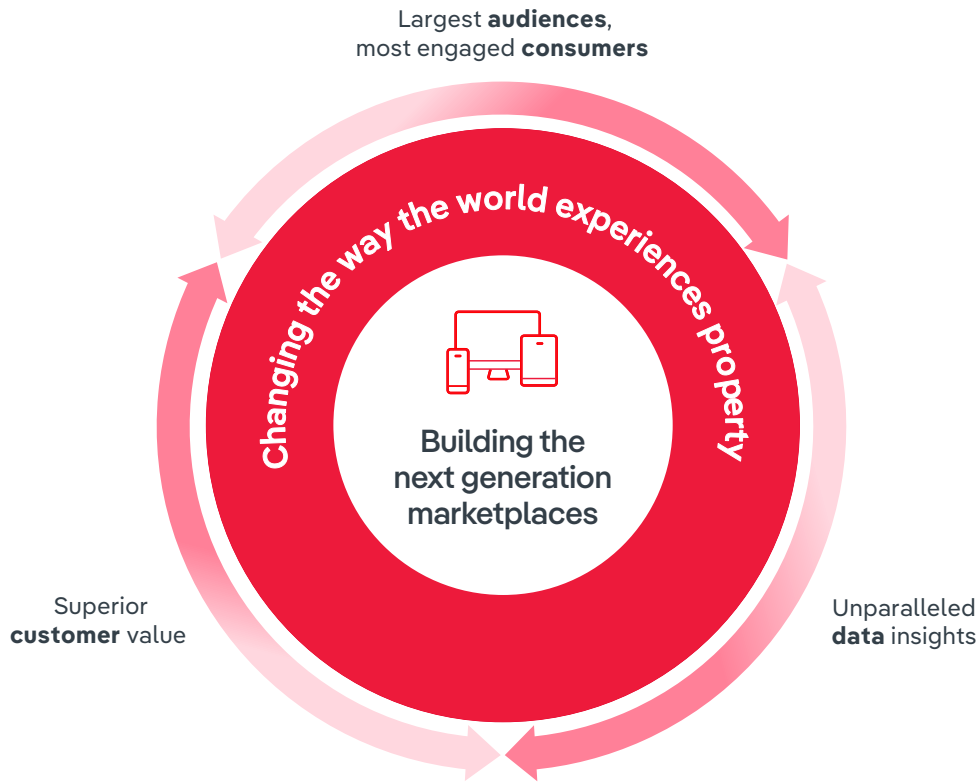 Largest audiences,
most engaged consumers
Changing the way the world experiences property
Building the
next generation
marketplaces
Superior
customer value
Unparalleled
data insights